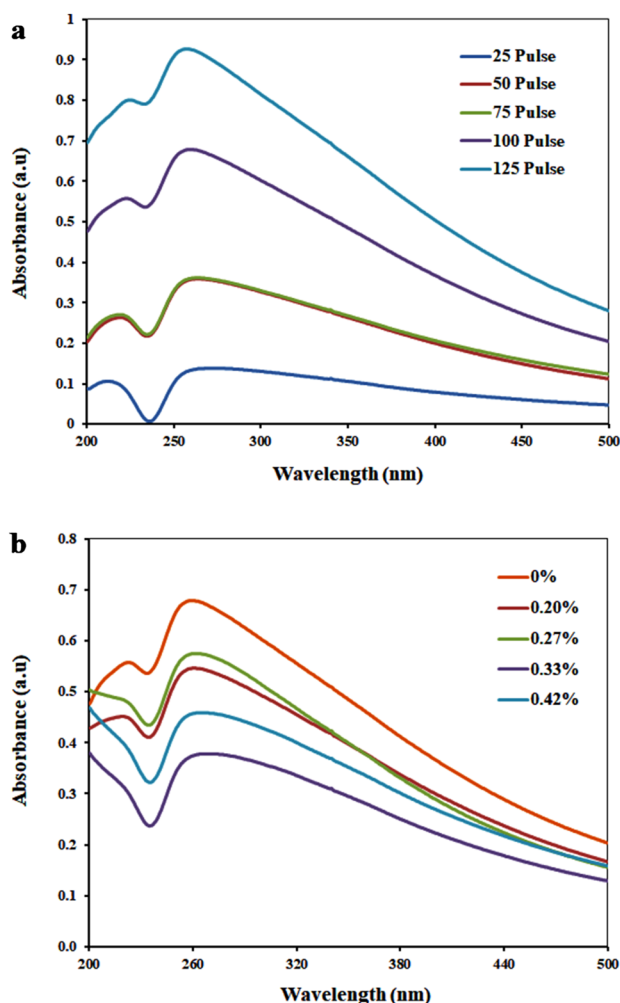 a
1
0.9
0.8
0.7
0.6
0.5
0.4
0.3
0.2
0.1
0
Absorbance (a.u)
25 Pulse
50 Pulse
75 Pulse
100 Pulse
125 Pulse
200 250 300 350 400 450 500
Wavelength (nm)
b
0.8
0.7
0.6
0.5
0.4
0.3
0.2
0.1
0.0
Absorbance (a.u)
0%
0.20%
0.27%
0.33%
0.42%
200 260 320 380 440 500
Wavelength (nm)